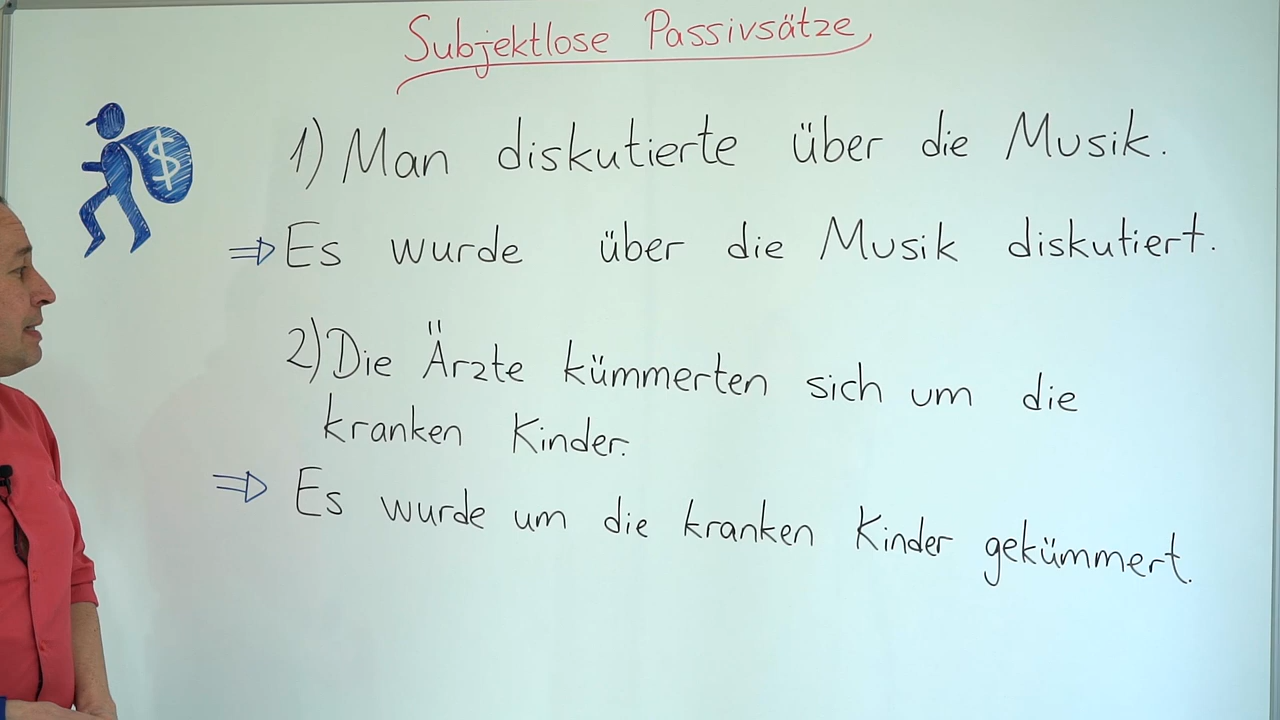 Subjektlose Passivsätze
$
1) Man diskutierte über die Musik.
⇒ Es wurde über die Musik diskutiert.
2) Die Ärzte kümmerten sich um die
kranken Kinder.
⇒ Es wurde um die kranken Kinder gekümmert.